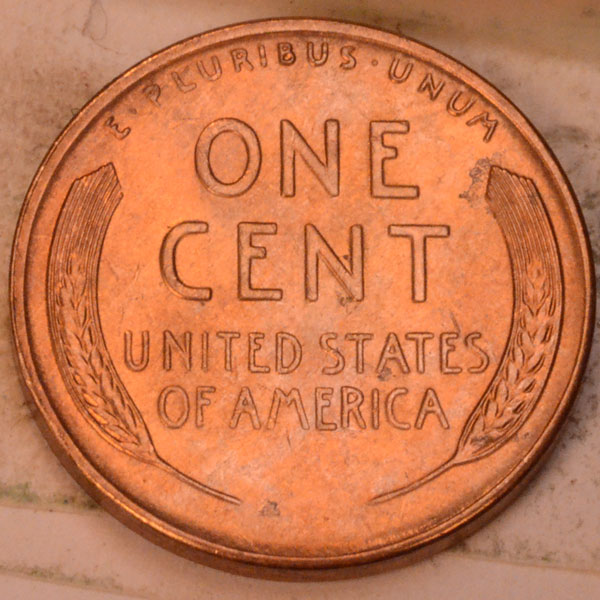 E·PLURIBUS·UNUM
ONE
CENT
UNITED STATES
OF AMERICA